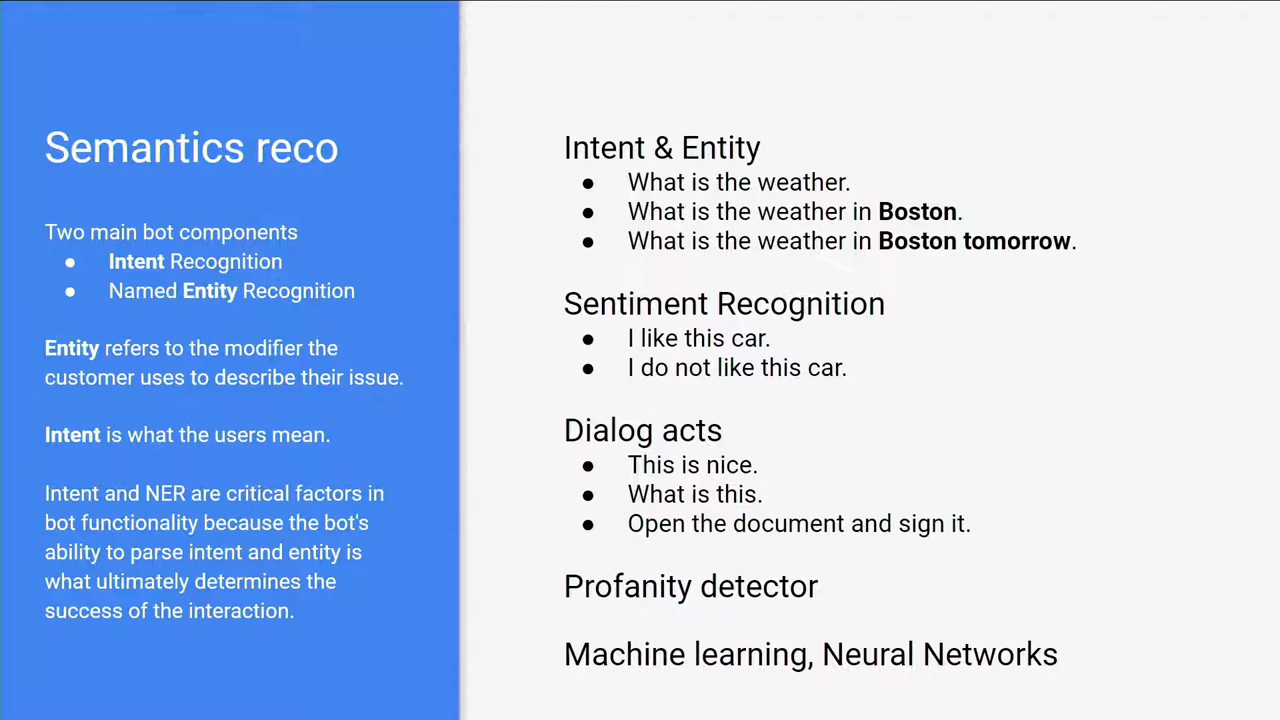 Semantics reco
Two main bot components
● Intent Recognition
● Named Entity Recognition
Entity refers to the modifier the
customer uses to describe their issue.
Intent is what the users mean.
Intent and NER are critical factors in
bot functionality because the bot's
ability to parse intent and entity is
what ultimately determines the
success of the interaction.
Intent & Entity
● What is the weather.
● What is the weather in Boston.
● What is the weather in Boston tomorrow.
Sentiment Recognition
● I like this car.
● I do not like this car.
Dialog acts
● This is nice.
● What is this.
● Open the document and sign it.
Profanity detector
Machine learning, Neural Networks